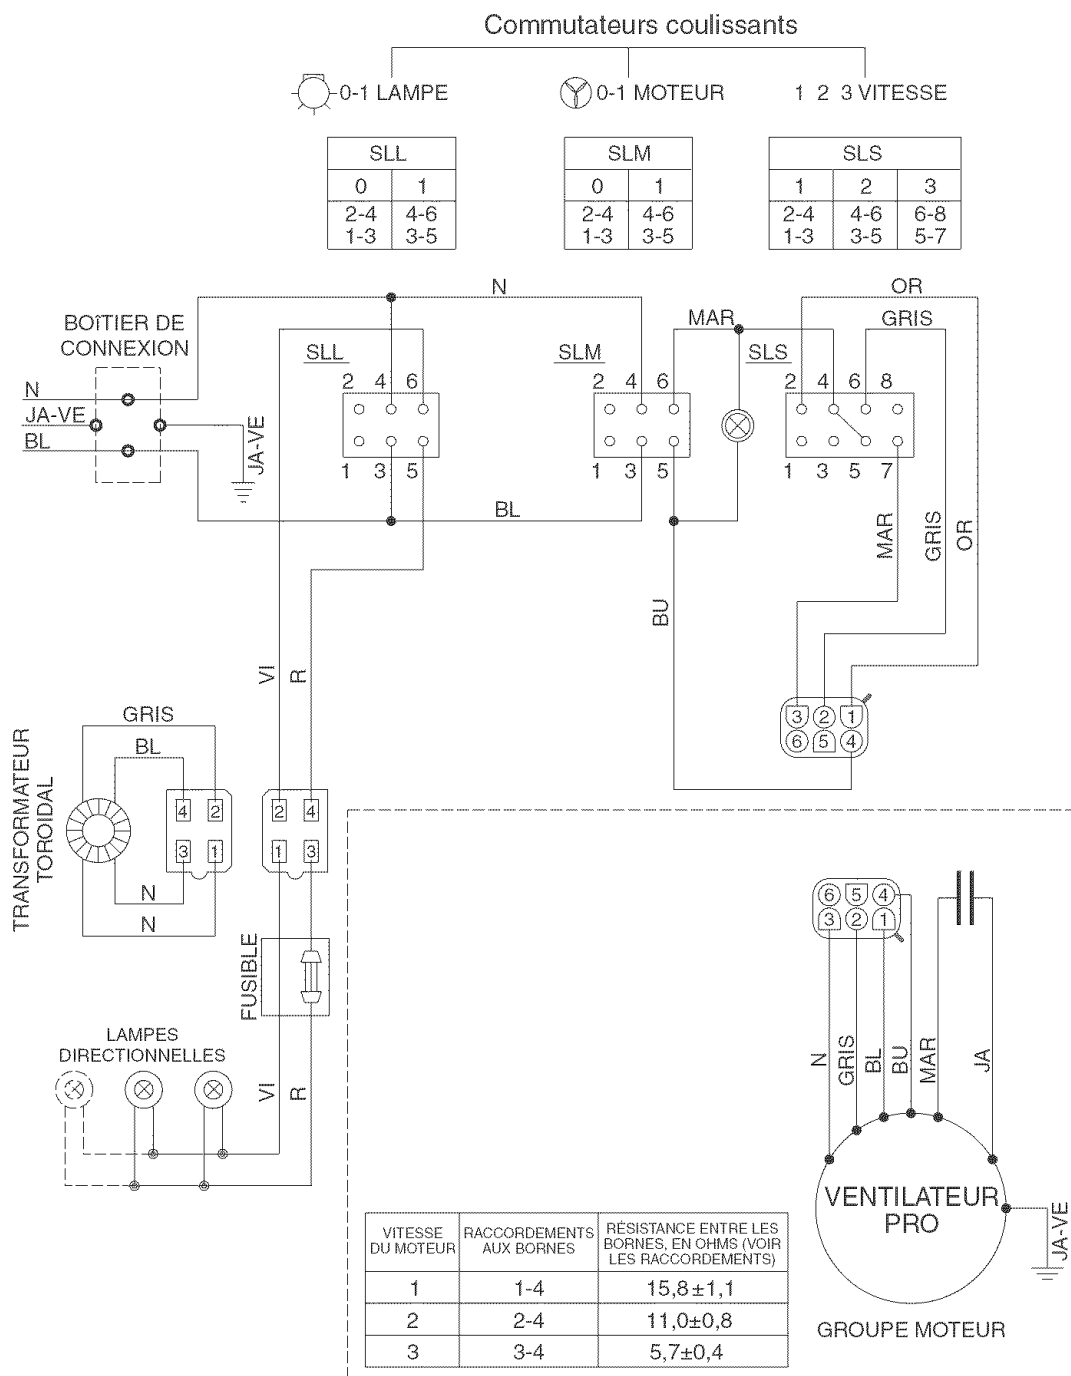 Commutateurs coulissants
0-1 LAMPE
0-1 MOTEUR
1 2 3 VITESSE
SLL
0 1
2-4 4-6
1-3 3-5
SLM
0 1
2-4 4-6
1-3 3-5
SLS
1 2 3
2-4 4-6 6-8
1-3 3-5 5-7
N
OR
BOîTIER DE
CONNEXION
MAR
GRIS
SLL
SLM
SLS
2 4 6
2 4 6
2 4 6 8
N
JA-VE
BL
JA-VE
1 3 5
1 3 5
1 3 5 7
BL
MAR
GRIS
OR
BU
VI
R
3 2 1
6 5 4
GRIS
BL
TRANSFORMATEUR
TOROIDAL
4 2
3 1
2 4
1 3
N
N
FUSIBLE
6 5 4
3 2 1
LAMPES
DIRECTIONNELLES
VI
R
N
GRIS
BL
BU
MAR
JA
VENTILATEUR
PRO
JA-VE
GROUPE MOTEUR
VITESSE
DU MOTEUR
RACCORDEMENTS
AUX BORNES
RÉSISTANCE ENTRE LES
BORNES, EN OHMS (VOIR
LES RACCORDEMENTS)
1 1-4 15,8±1,1
2 2-4 11,0±0,8
3 3-4 5,7±0,4